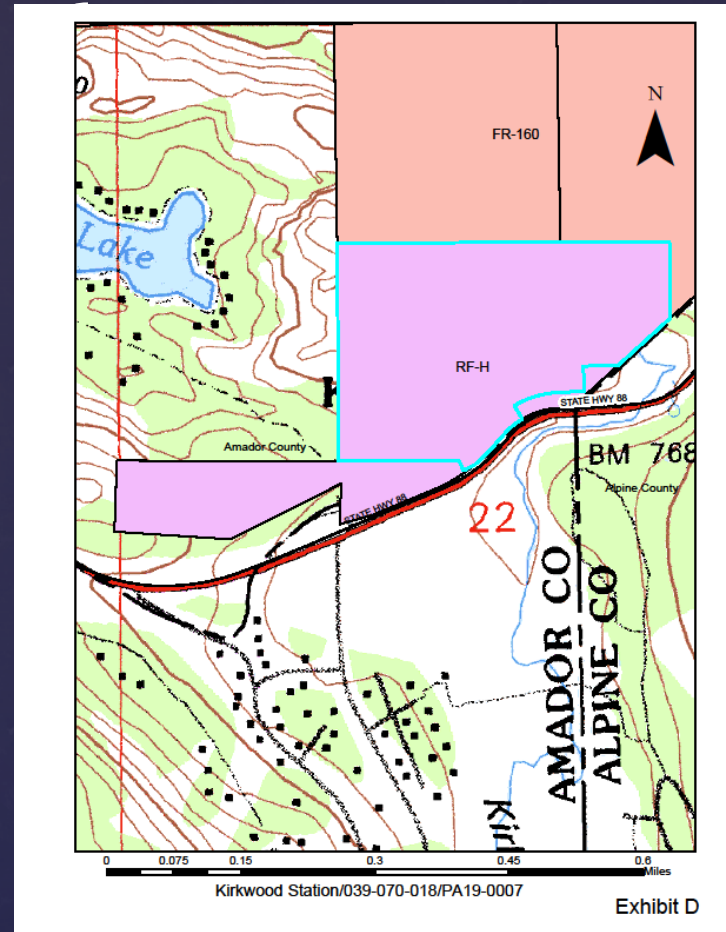 N
FR-160
Lake
RF-H
STATE HWY 88
Amador County
BM 768
Alpine County
STATE HWY 88
22
AMADOR CO
ALPINE CO
Kirk
0 0.075 0.15 0.3 0.45 0.6
Miles
Kirkwood Station/039-070-018/PA19-0007
Exhibit D